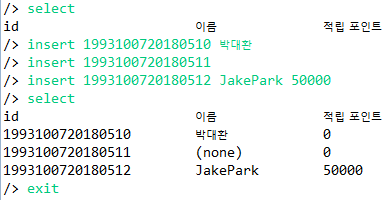 /> select
id 이름 적립 포인트
/> insert 1993100720180510 박대환
/> insert 1993100720180511
/> insert 1993100720180512 JakePark 50000
/> select
id 이름 적립 포인트
1993100720180510 박대환 0
1993100720180511 (none) 0
1993100720180512 JakePark 50000
/> exit